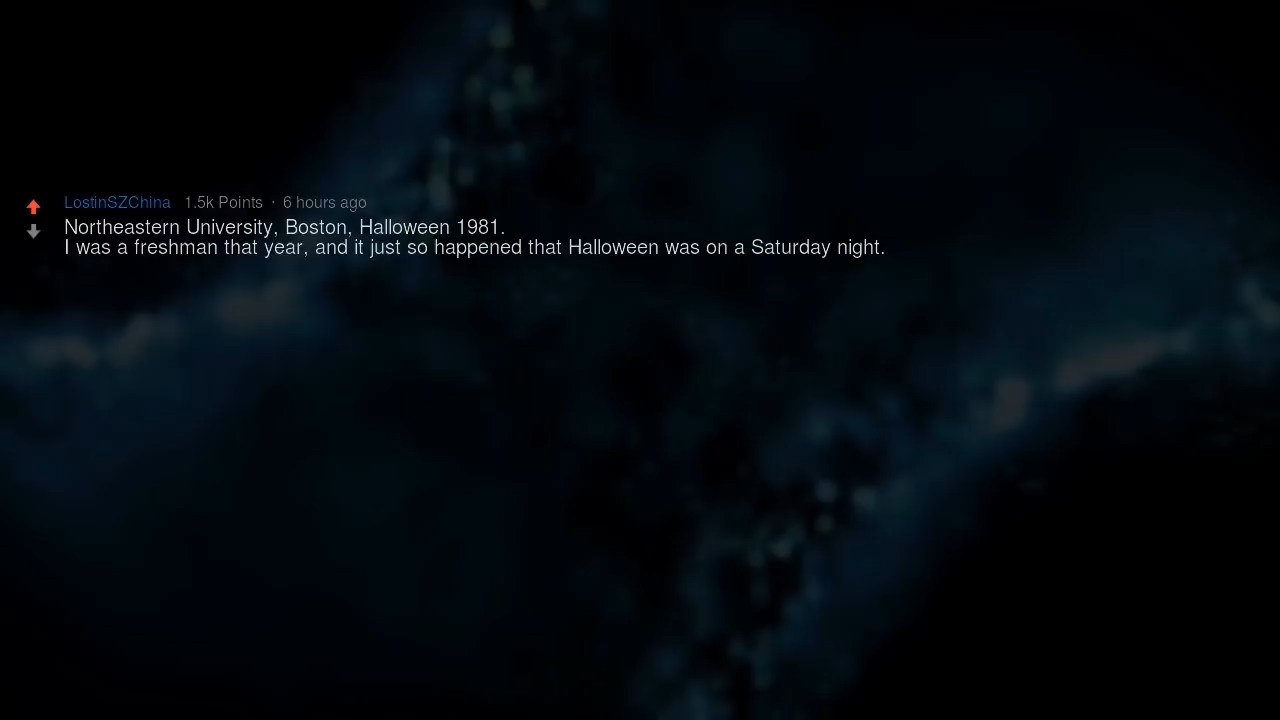 LostinSZChina 1.5k Points · 6 hours ago
Northeastern University, Boston, Halloween 1981.
I was a freshman that year, and it just so happened that Halloween was on a Saturday night.